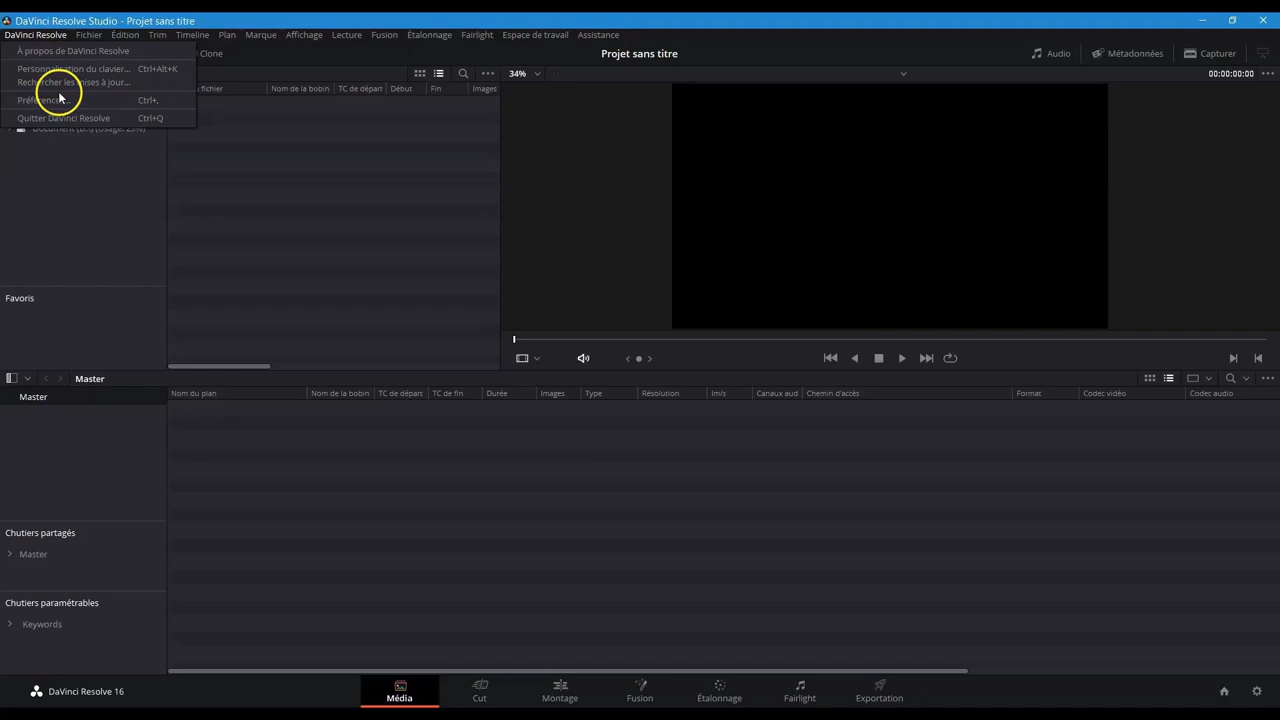 DaVinci Resolve Studio - Projet sans titre
DaVinci Resolve Fichier Édition Trim Timeline Plan Marque Affichage Lecture Fusion Étalonnage Fairlight Espace de travail Assistance
À propos de DaVinci Resolve
Personnalisation du clavier... Ctrl+Alt+K
Rechercher les mises à jour...
Préférences... Ctrl+,
Quitter DaVinci Resolve Ctrl+Q
Clone
Projet sans titre
Audio Métadonnées Capturer
34% 00:00:00:00
fichier Nom de la bobin TC de départ Début Fin Images
Document (D:\) (Usage: 23%)
Favoris
Master
Master
Nom du plan Nom de la bobin TC de départ TC de fin Durée Images Type Résolution Im/s Canaux aud Chemin d'accès Format Codec vidéo Codec audio
Chutiers partagés
Master
Chutiers paramétrables
Keywords
DaVinci Resolve 16
Média Cut Montage Fusion Étalonnage Fairlight Exportation